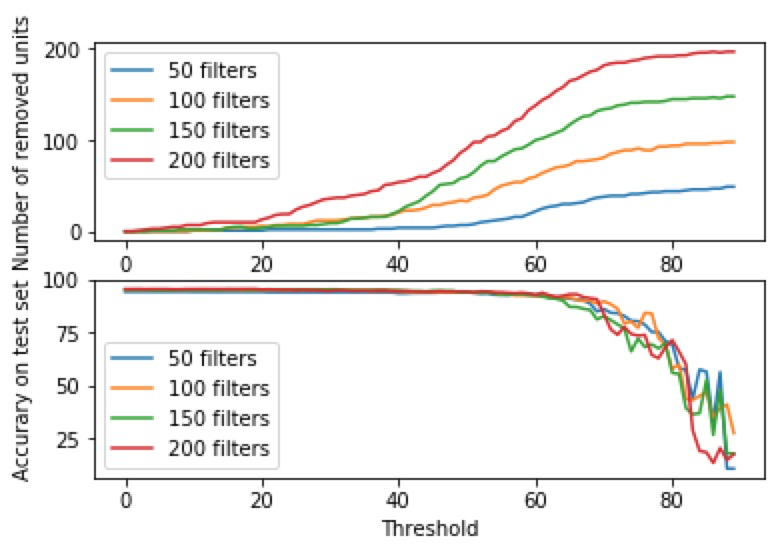 Number of removed units
200
100
0
50 filters
100 filters
150 filters
200 filters
0 20 40 60 80
Accurary on test set
100
75
50
25
50 filters
100 filters
150 filters
200 filters
0 20 40 60 80
Threshold